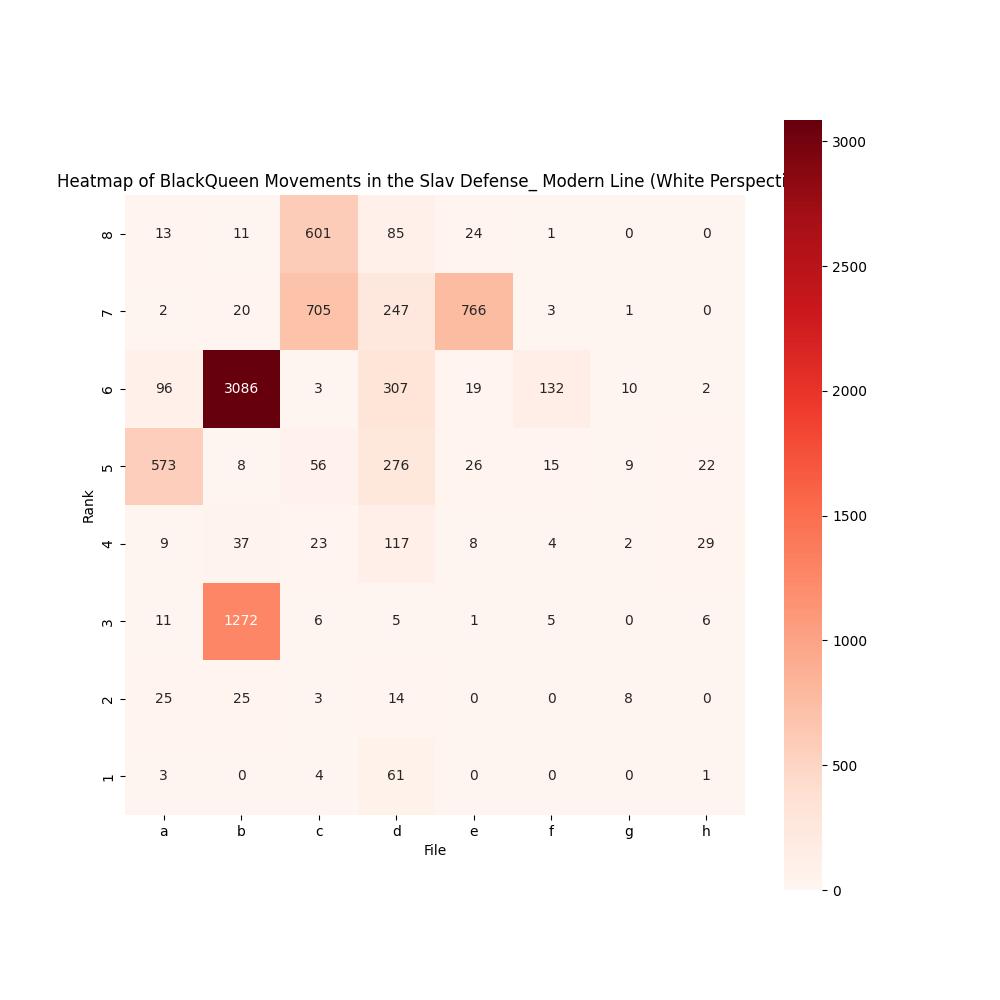 Heatmap of BlackQueen Movements in the Slav Defense_ Modern Line (White Perspecti
8 13 11 601 85 24 1 0 0
7 2 20 705 247 766 3 1 0
6 96 3086 3 307 19 132 10 2
5 573 8 56 276 26 15 9 22
4 9 37 23 117 8 4 2 29
3 11 1272 6 5 1 5 0 6
2 25 25 3 14 0 0 8 0
1 3 0 4 61 0 0 0 1
a b c d e f g h
File
Rank
3000
2500
2000
1500
1000
500
0